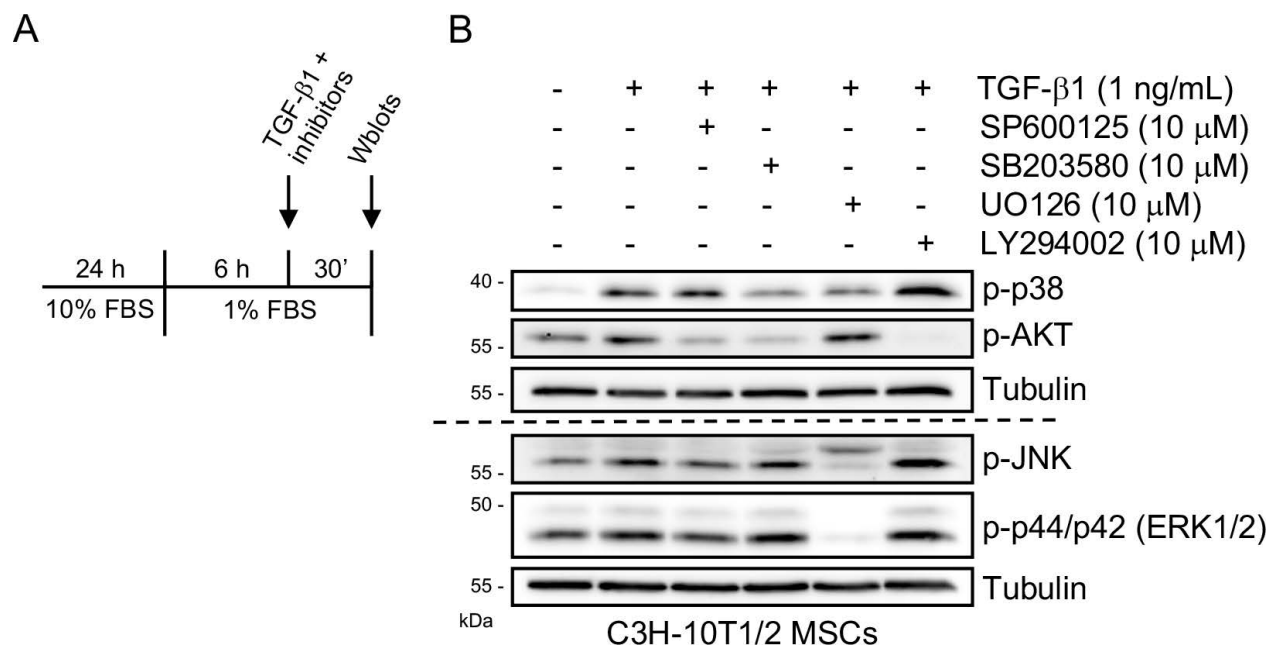 A
TGF-β1 +
inhibitors
Wblots
24 h
6 h
30’
10% FBS
1% FBS
B
- + + + + + TGF-β1 (1 ng/mL)
- - + - - - SP600125 (10 μM)
- - - + - - SB203580 (10 μM)
- - - - + - UO126 (10 μM)
- - - - - + LY294002 (10 μM)
40 - p-p38
55 - p-AKT
55 - Tubulin
55 - p-JNK
50 - p-p44/p42 (ERK1/2)
55 - Tubulin
kDa
C3H-10T1/2 MSCs